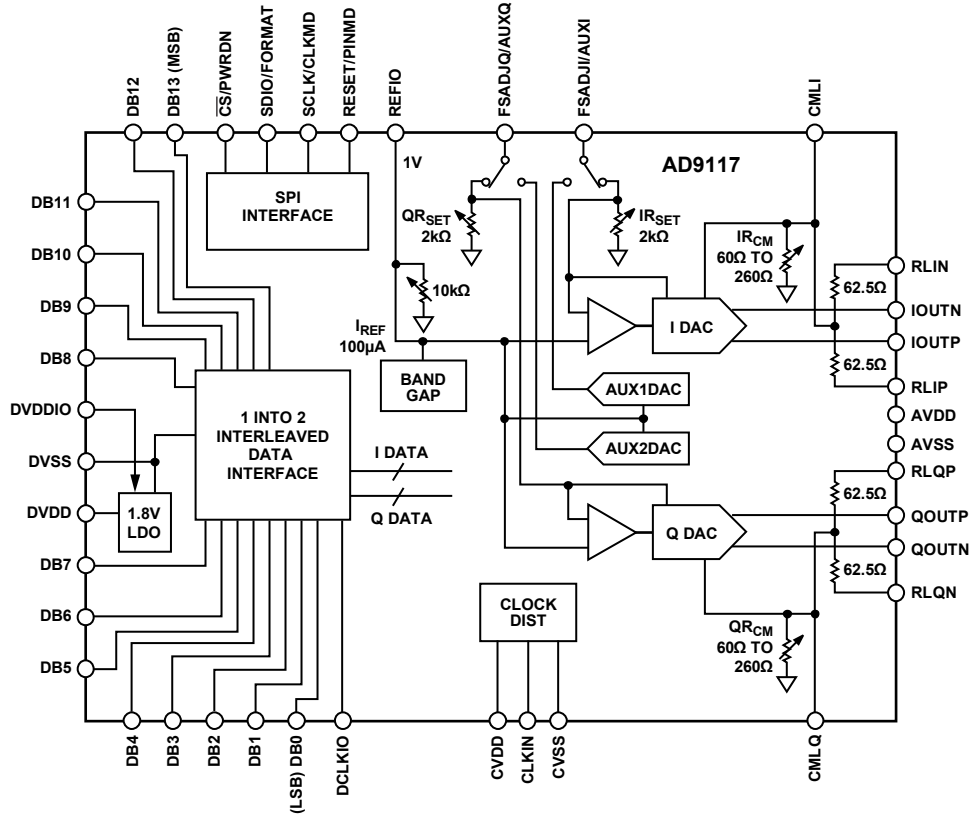 DB12
DB13 (MSB)
CS/PWRDN
SDIO/FORMAT
SCLK/CLKMD
RESET/PINMD
REFIO
FSADJQ/AUXQ
FSADJI/AUXI
CMLI
1V
AD9117
SPI
INTERFACE
DB11
DB10
DB9
DB8
DVDDIO
DVSS
DVDD
DB7
DB6
DB5
QRSET
2kΩ
IRSET
2kΩ
IRCM
60Ω TO
260Ω
10kΩ
IREF
100µA
BAND
GAP
I DAC
62.5Ω
62.5Ω
RLIN
IOUTN
IOUTP
RLIP
AVDD
AVSS
RLQP
QOUTP
QOUTN
RLQN
AUX1DAC
AUX2DAC
1 INTO 2
INTERLEAVED
DATA
INTERFACE
I DATA
Q DATA
1.8V
LDO
Q DAC
62.5Ω
62.5Ω
CLOCK
DIST
QRCM
60Ω TO
260Ω
DB4
DB3
DB2
DB1
(LSB) DB0
DCLKIO
CVDD
CLKIN
CVSS
CMLQ